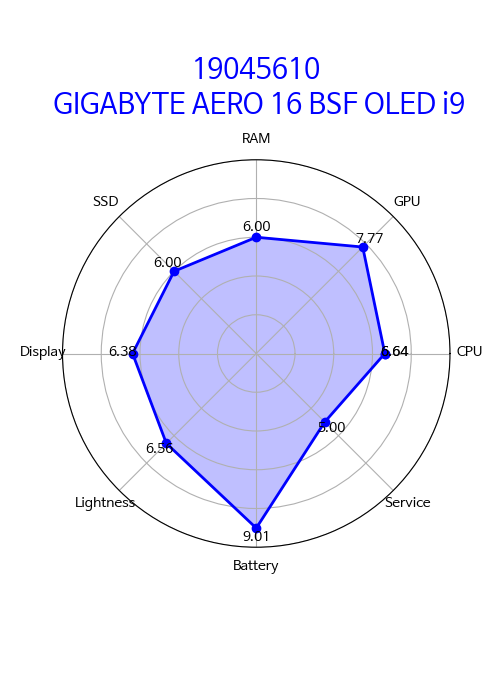 19045610
GIGABYTE AERO 16 BSF OLED i9
RAM
SSD
GPU
6.00
7.77
6.00
Display
6.38
6.64
CPU
6.56
5.00
Lightness
Service
9.01
Battery